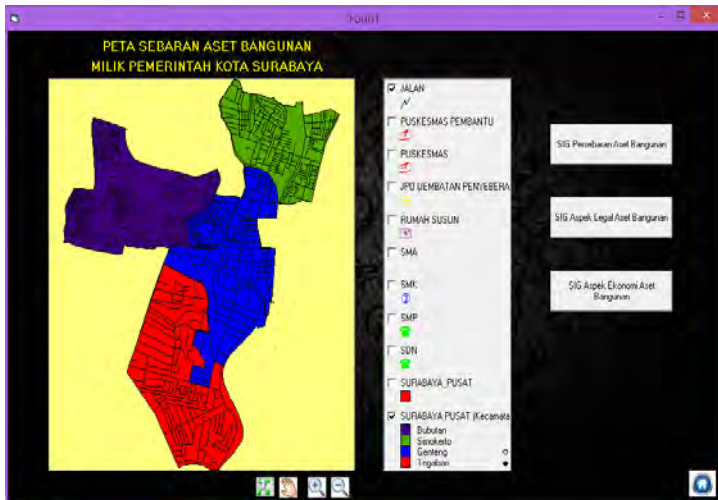 Form1
PETA SEBARAN ASET BANGUNAN
MILIK PEMERINTAH KOTA SURABAYA
JALAN
PUSKESMAS PEMBANTU
PUSKESMAS
JPO (JEMBATAN PENYEBERA
RUMAH SUSUN
SMA
SMK
SMP
SDN
SURABAYA_PUSAT
SURABAYA PUSAT (Kecamata
Bubutan
Simokerto
Genteng
Tegalsari
SIG Persebaran Aset Bangunan
SIG Aspek Legal Aset Bangunan
SIG Aspek Ekonomi Aset
Bangunan